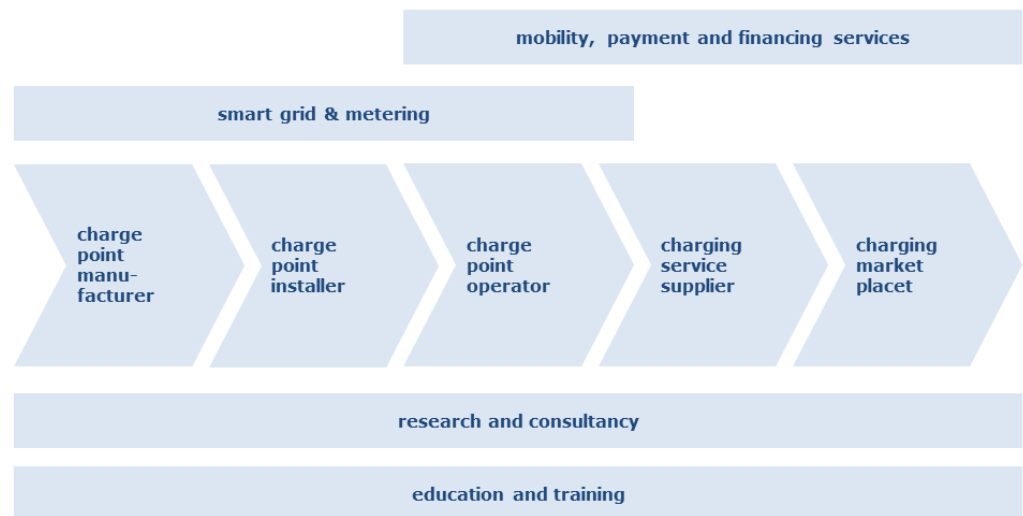 mobility, payment and financing services
smart grid & metering
charge
point
manu-
facturer
charge
point
installer
charge
point
operator
charging
service
supplier
charging
market
placet
research and consultancy
education and training